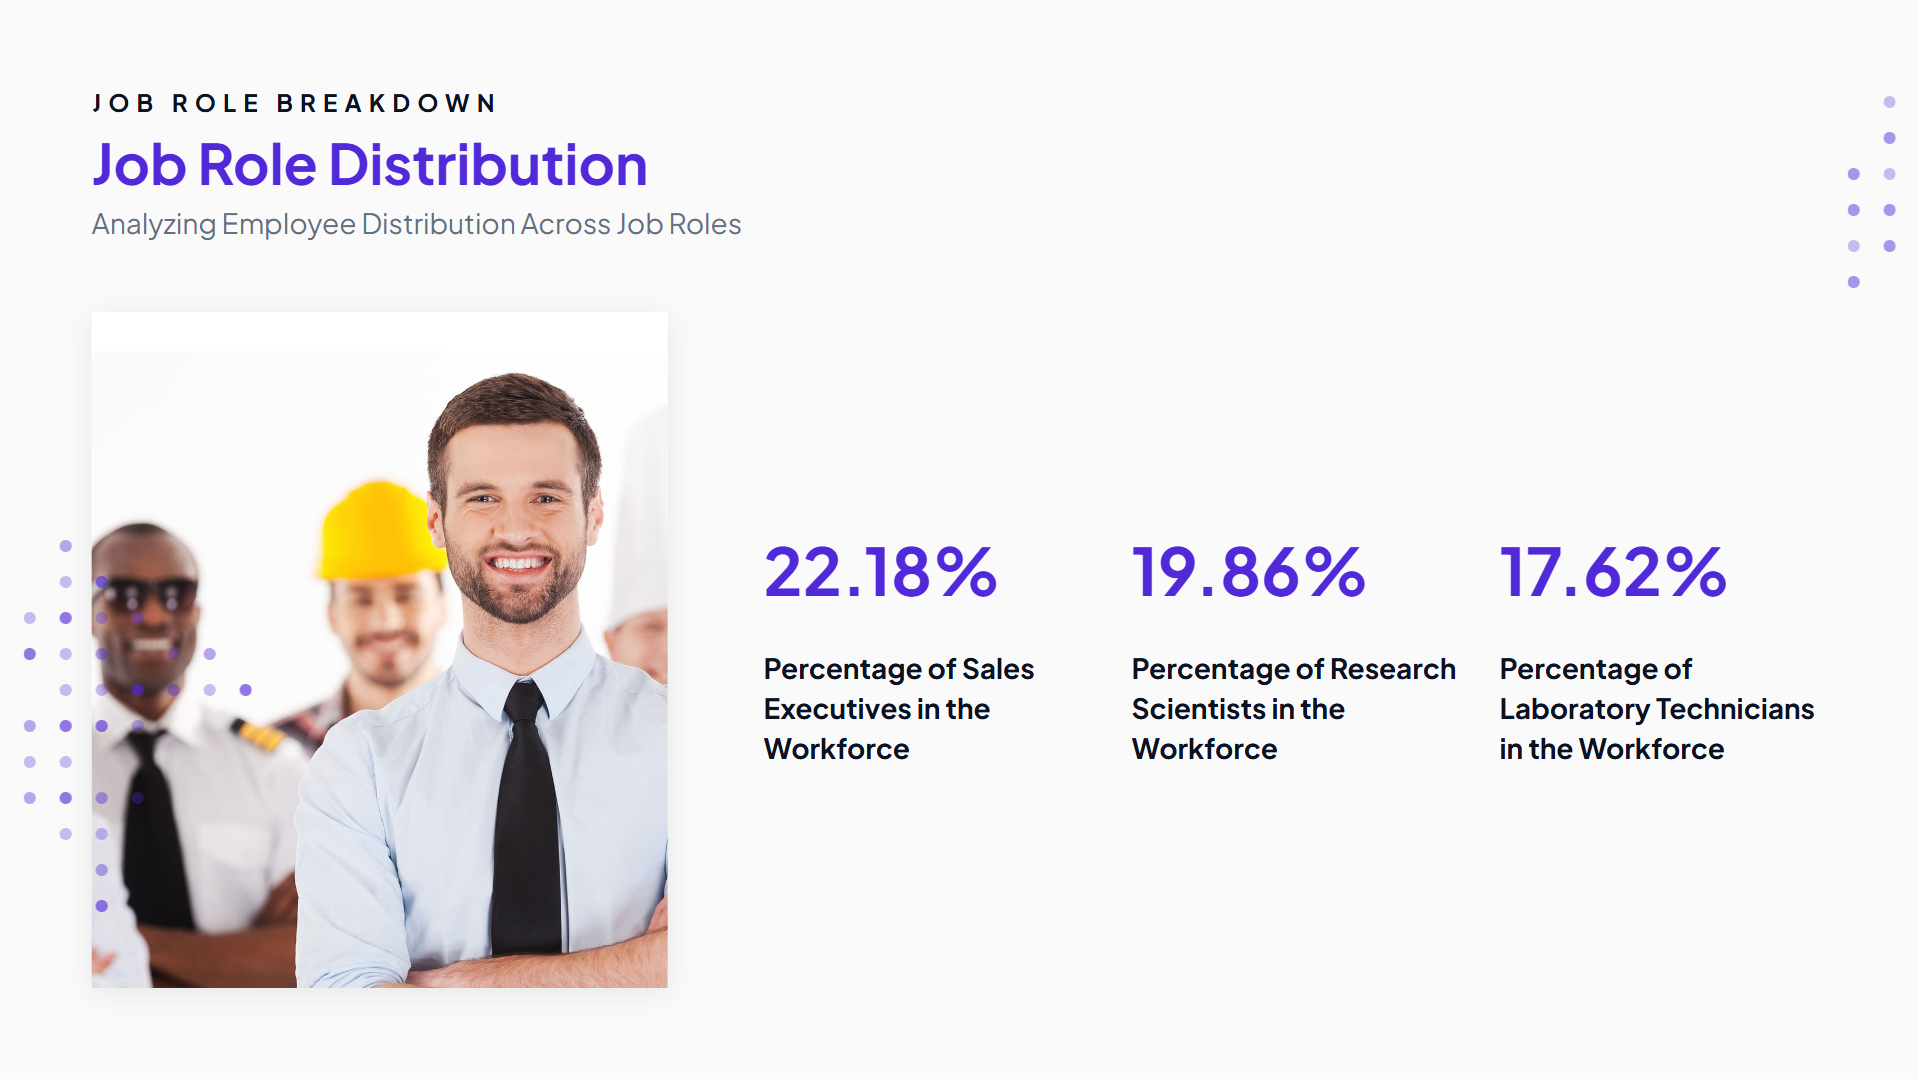 JOB ROLE BREAKDOWN
Job Role Distribution
Analyzing Employee Distribution Across Job Roles
22.18%
Percentage of Sales
Executives in the
Workforce
19.86%
Percentage of Research
Scientists in the
Workforce
17.62%
Percentage of
Laboratory Technicians
in the Workforce